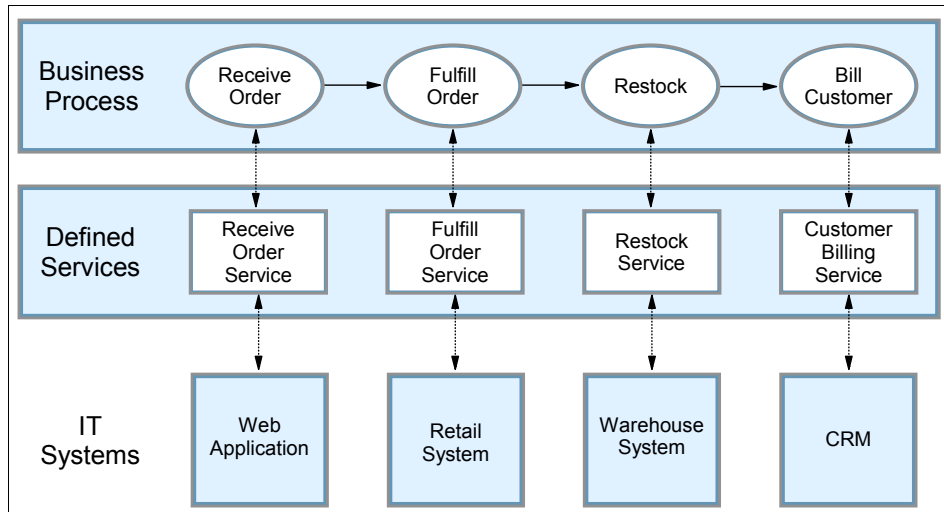 Business
Process
Receive
Order
Fulfill
Order
Restock
Bill
Customer
Defined
Services
Receive
Order
Service
Fulfill
Order
Service
Restock
Service
Customer
Billing
Service
IT
Systems
Web
Application
Retail
System
Warehouse
System
CRM